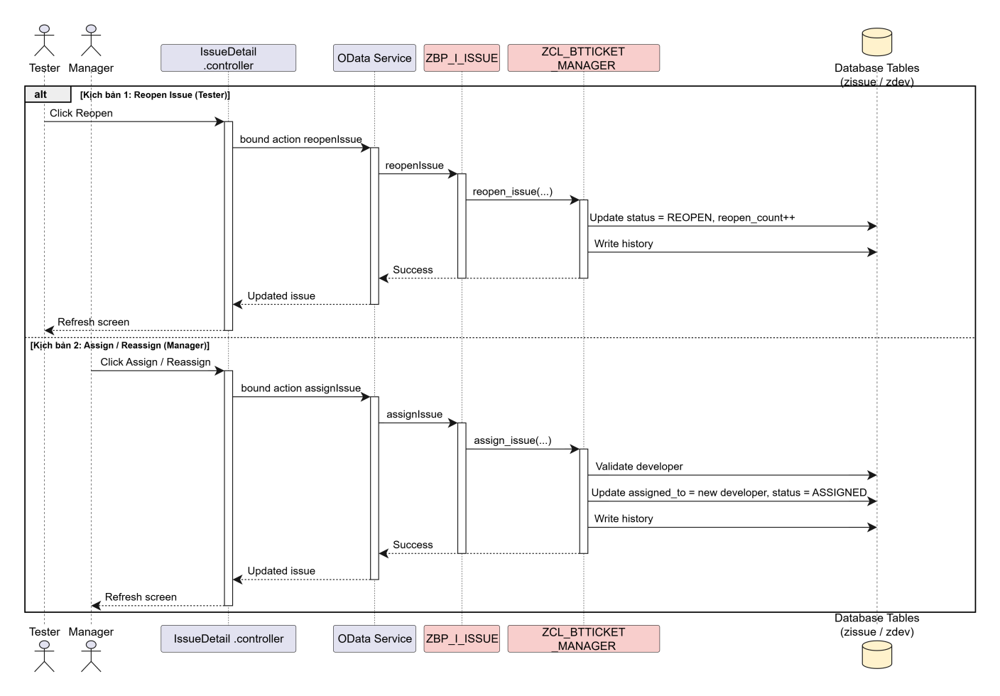 Tester
Manager
IssueDetail
.controller
OData Service
ZBP_I_ISSUE
ZCL_BTTICKET
_MANAGER
Database Tables
(zissue / zdev)
alt
[Kịch bản 1: Reopen Issue (Tester)]
Click Reopen
bound action reopenIssue
reopenIssue
reopen_issue(...)
Update status = REOPEN, reopen_count++
Write history
Success
Updated issue
Refresh screen
[Kịch bản 2: Assign / Reassign (Manager)]
Click Assign / Reassign
bound action assignIssue
assignIssue
assign_issue(...)
Validate developer
Update assigned_to = new developer, status = ASSIGNED
Write history
Success
Updated issue
Refresh screen
Tester
Manager
IssueDetail .controller
OData Service
ZBP_I_ISSUE
ZCL_BTTICKET
_MANAGER
Database Tables
(zissue / zdev)